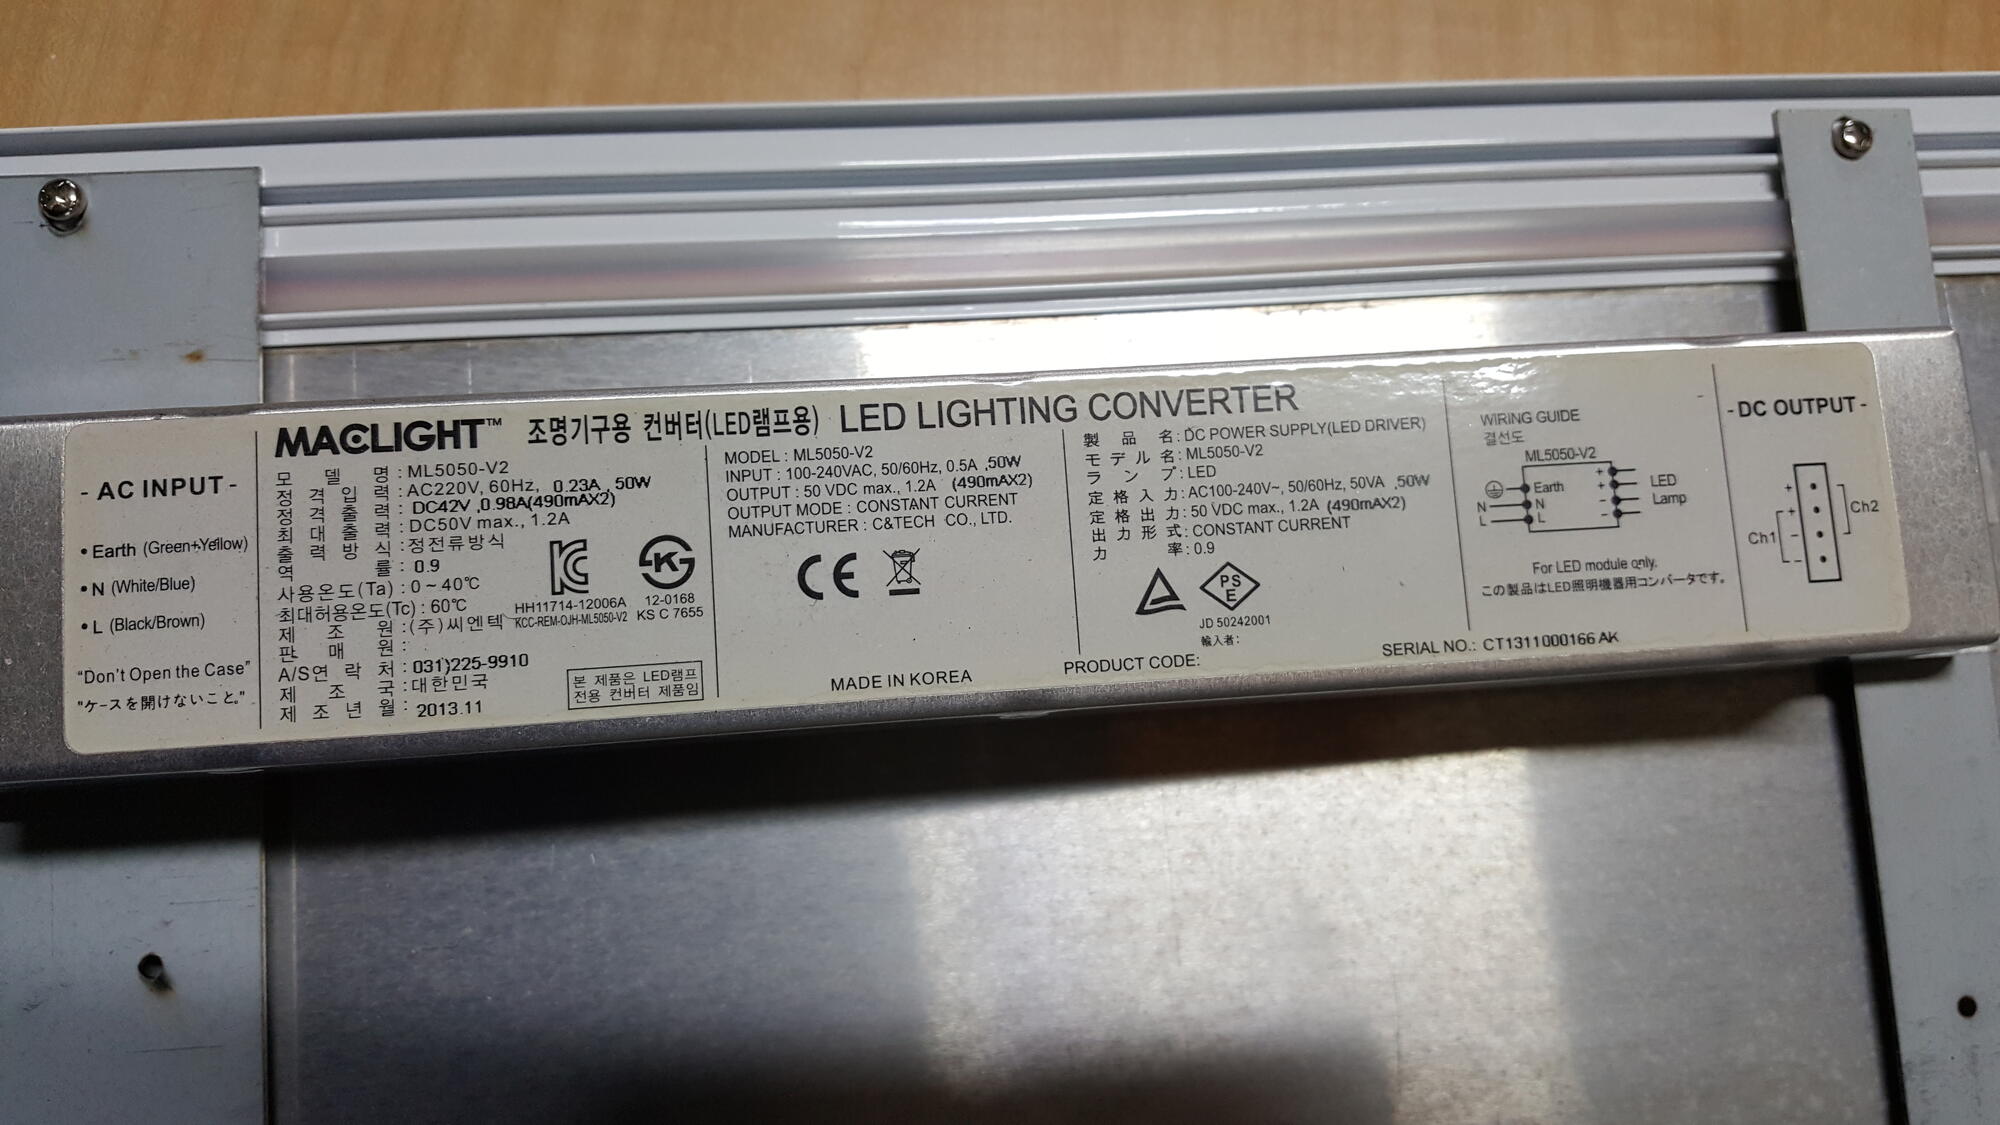 - AC INPUT -
• Earth (Green+Yellow)
• N (White/Blue)
• L (Black/Brown)
"Don't Open the Case"
"ケースを開けないこと。"
MACLIGHT™ 조명기구용 컨버터(LED램프용) LED LIGHTING CONVERTER
모 델 명 : ML5050-V2
정 격 입 력 : AC220V, 60Hz, 0.23A , 50W
정 격 출 력 : DC42V ,0.98A(490mAX2)
최 대 출 력 : DC50V max., 1.2A
출 력 방 식 : 정전류방식
역 률 : 0.9
사용온도(Ta) : 0 ~ 40℃
최대허용온도(Tc) : 60℃
제 조 원 : (주)씨엔텍
판 매 원 :
A/S연 락 처 : 031)225-9910
제 조 국 : 대한민국
제 조 년 월 : 2013.11
HH11714-12006A
KCC-REM-OJH-ML5050-V2
12-0168
KS C 7655
본 제품은 LED램프
전용 컨버터 제품임
MODEL : ML5050-V2
INPUT : 100-240VAC, 50/60Hz, 0.5A ,50W
OUTPUT : 50 VDC max., 1.2A (490mAX2)
OUTPUT MODE : CONSTANT CURRENT
MANUFACTURER : C&TECH CO., LTD.
CE
MADE IN KOREA
製 品 名 : DC POWER SUPPLY(LED DRIVER)
モ デ ル 名 : ML5050-V2
ラ ン プ : LED
定 格 入 力 : AC100-240V~, 50/60Hz, 50VA ,50W
定 格 出 力 : 50 VDC max., 1.2A (490mAX2)
出 力 形 式 : CONSTANT CURRENT
力 率 : 0.9
PS
E
JD 50242001
輸入者:
PRODUCT CODE:
SERIAL NO.: CT1311000166 AK
WIRING GUIDE
결선도
ML5050-V2
Earth
N N
L L
+
+
-
-
LED
Lamp
For LED module only.
この製品はLED照明機器用コンバータです。
- DC OUTPUT -
+
+
-
-
Ch1
Ch2